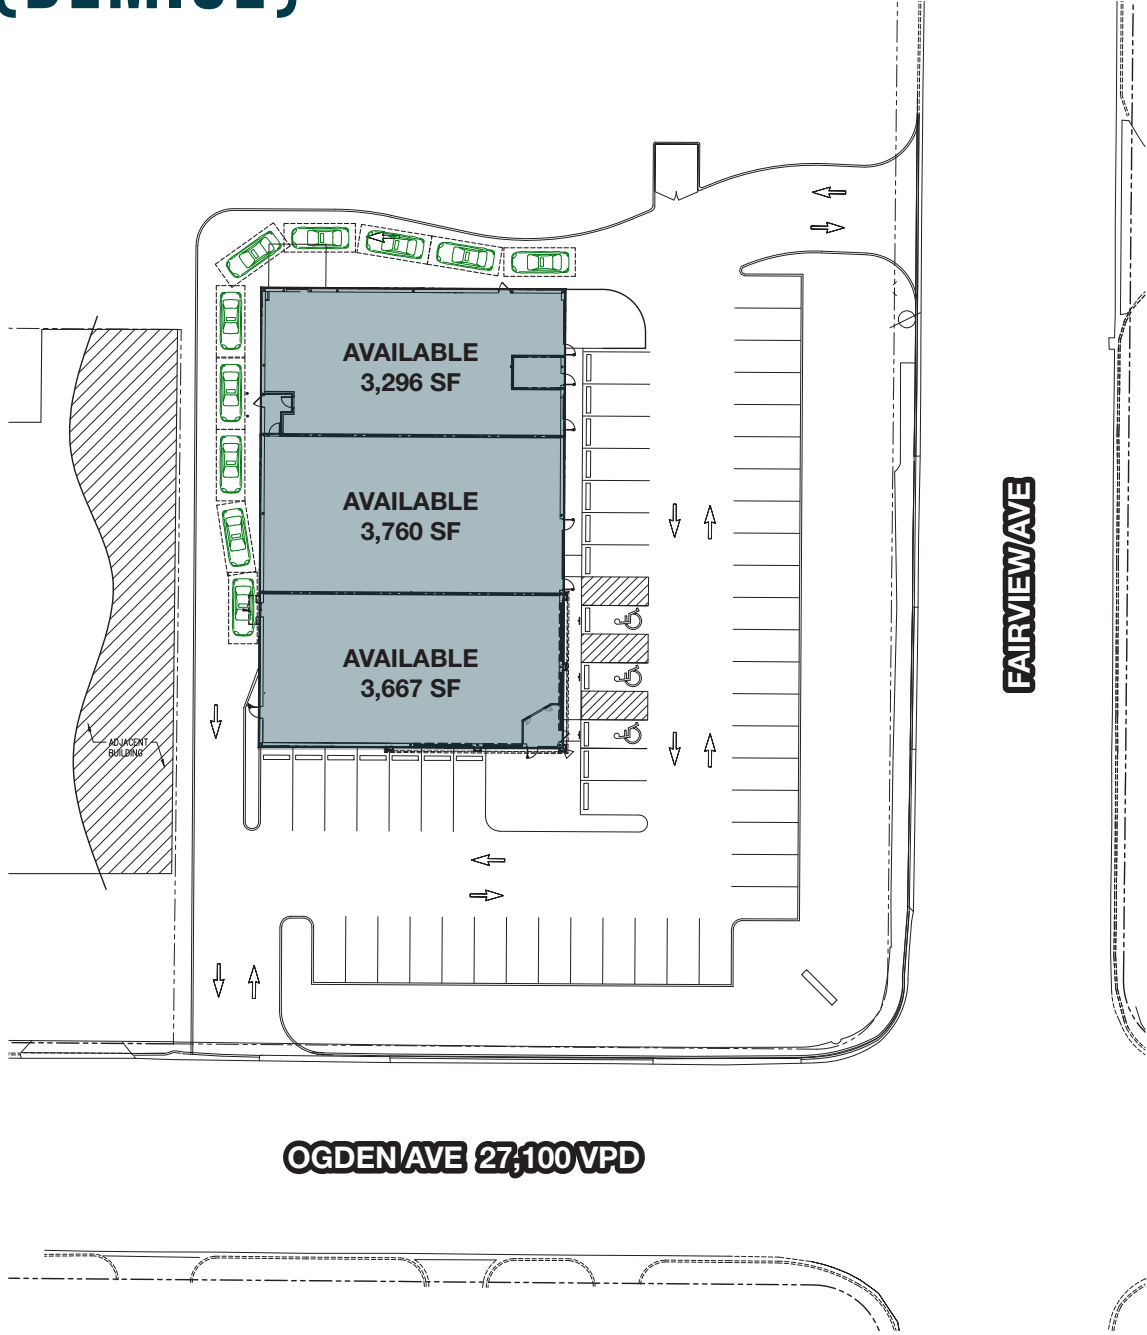 (DEMISE)
AVAILABLE
3,296 SF
AVAILABLE
3,760 SF
AVAILABLE
3,667 SF
ADJACENT
BUILDING
FAIRVIEW AVE
OGDEN AVE 27,100 VPD